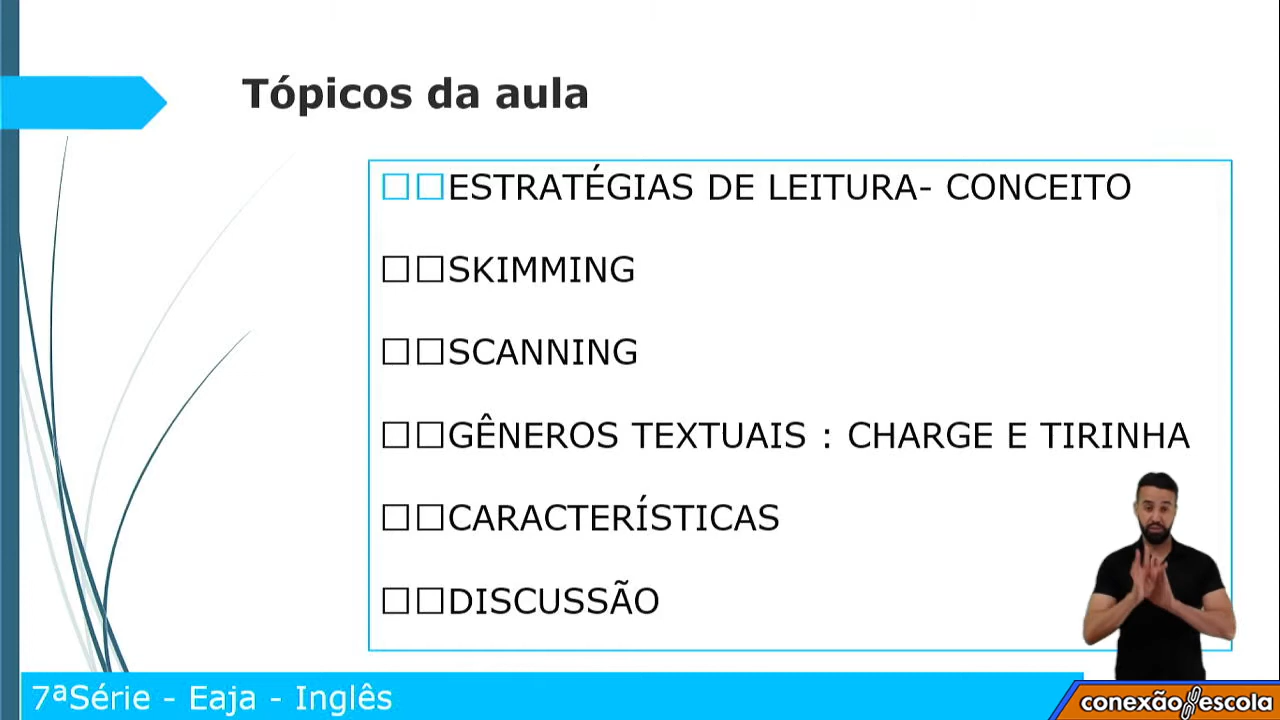 Tópicos da aula
ESTRATÉGIAS DE LEITURA- CONCEITO
SKIMMING
SCANNING
GÊNEROS TEXTUAIS : CHARGE E TIRINHA
CARACTERÍSTICAS
DISCUSSÃO
7ªSérie - Eaja - Inglês
conexão escola